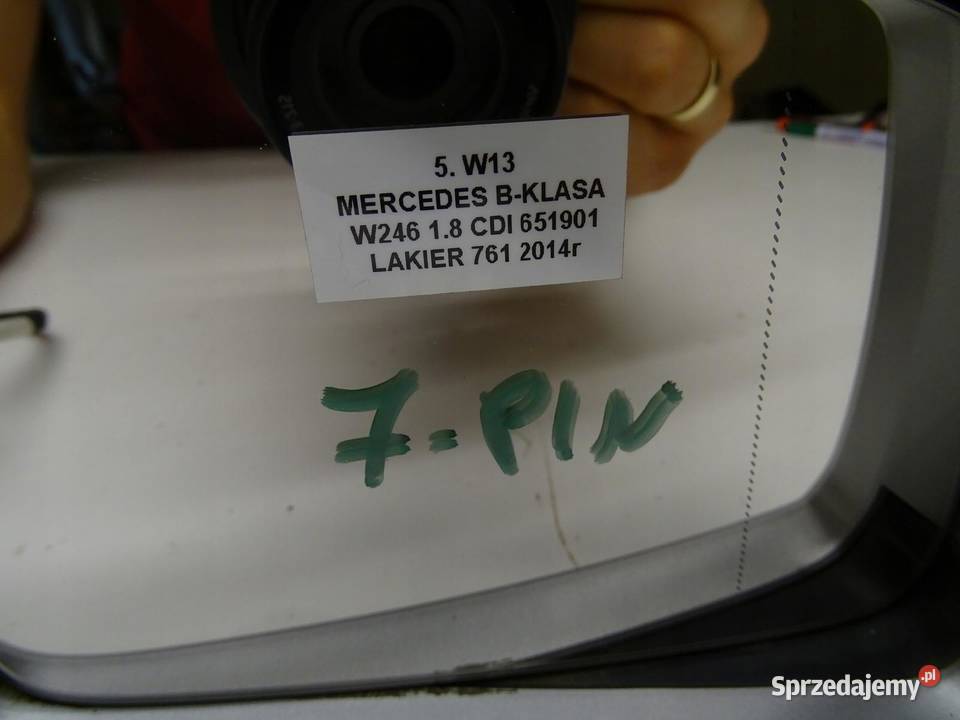 5. W13
MERCEDES B-KLASA
W246 1.8 CDI 651901
LAKIER 761 2014r
7-PIN
Sprzedajemy.pl